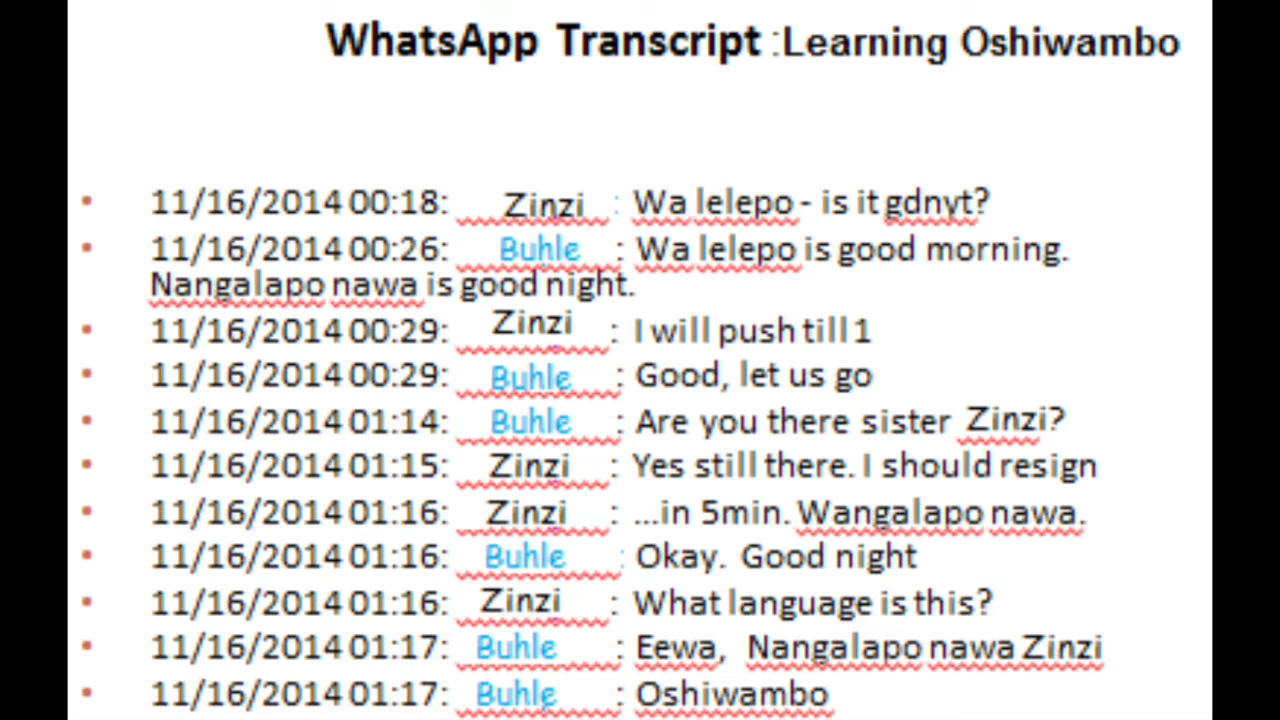 WhatsApp Transcript :Learning Oshiwambo
• 11/16/2014 00:18: Zinzi : Wa lelepo - is it gdnyt?
• 11/16/2014 00:26: Buhle : Wa lelepo is good morning.
Nangalapo nawa is good night.
• 11/16/2014 00:29: Zinzi : I will push till 1
• 11/16/2014 00:29: Buhle : Good, let us go
• 11/16/2014 01:14: Buhle : Are you there sister Zinzi?
• 11/16/2014 01:15: Zinzi : Yes still there. I should resign
• 11/16/2014 01:16: Zinzi : ...in 5min. Wangalapo nawa.
• 11/16/2014 01:16: Buhle : Okay. Good night
• 11/16/2014 01:16: Zinzi : What language is this?
• 11/16/2014 01:17: Buhle : Eewa, Nangalapo nawa Zinzi
• 11/16/2014 01:17: Buhle : Oshiwambo